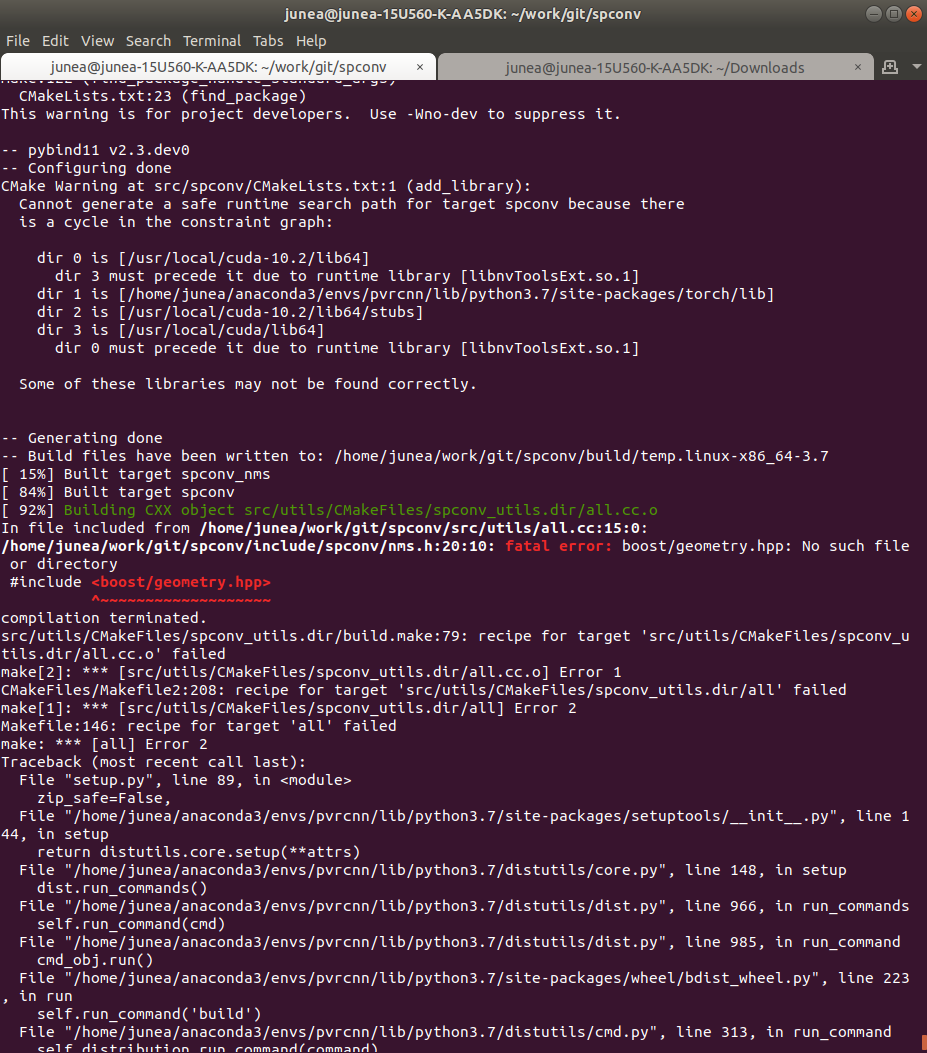 junea@junea-15U560-K-AA5DK: ~/work/git/spconv
File Edit View Search Terminal Tabs Help
junea@junea-15U560-K-AA5DK: ~/work/git/spconv × junea@junea-15U560-K-AA5DK: ~/Downloads ×
CMakeLists.txt:23 (find_package)
This warning is for project developers.  Use -Wno-dev to suppress it.
-- pybind11 v2.3.dev0
-- Configuring done
CMake Warning at src/spconv/CMakeLists.txt:1 (add_library):
  Cannot generate a safe runtime search path for target spconv because there
  is a cycle in the constraint graph:
    dir 0 is [/usr/local/cuda-10.2/lib64]
      dir 3 must precede it due to runtime library [libnvToolsExt.so.1]
    dir 1 is [/home/junea/anaconda3/envs/pvrcnn/lib/python3.7/site-packages/torch/lib]
    dir 2 is [/usr/local/cuda-10.2/lib64/stubs]
    dir 3 is [/usr/local/cuda/lib64]
      dir 0 must precede it due to runtime library [libnvToolsExt.so.1]
  Some of these libraries may not be found correctly.
-- Generating done
-- Build files have been written to: /home/junea/work/git/spconv/build/temp.linux-x86_64-3.7
[ 15%] Built target spconv_nms
[ 84%] Built target spconv
[ 92%] Building CXX object src/utils/CMakeFiles/spconv_utils.dir/all.cc.o
In file included from /home/junea/work/git/spconv/src/utils/all.cc:15:0:
/home/junea/work/git/spconv/include/spconv/nms.h:20:10: fatal error: boost/geometry.hpp: No such file
 or directory
 #include <boost/geometry.hpp>
          ^~~~~~~~~~~~~~~~~~~~
compilation terminated.
src/utils/CMakeFiles/spconv_utils.dir/build.make:79: recipe for target 'src/utils/CMakeFiles/spconv_u
tils.dir/all.cc.o' failed
make[2]: *** [src/utils/CMakeFiles/spconv_utils.dir/all.cc.o] Error 1
CMakeFiles/Makefile2:208: recipe for target 'src/utils/CMakeFiles/spconv_utils.dir/all' failed
make[1]: *** [src/utils/CMakeFiles/spconv_utils.dir/all] Error 2
Makefile:146: recipe for target 'all' failed
make: *** [all] Error 2
Traceback (most recent call last):
  File "setup.py", line 89, in <module>
    zip_safe=False,
  File "/home/junea/anaconda3/envs/pvrcnn/lib/python3.7/site-packages/setuptools/__init__.py", line 1
44, in setup
    return distutils.core.setup(**attrs)
  File "/home/junea/anaconda3/envs/pvrcnn/lib/python3.7/distutils/core.py", line 148, in setup
    dist.run_commands()
  File "/home/junea/anaconda3/envs/pvrcnn/lib/python3.7/distutils/dist.py", line 966, in run_commands
    self.run_command(cmd)
  File "/home/junea/anaconda3/envs/pvrcnn/lib/python3.7/distutils/dist.py", line 985, in run_command
    cmd_obj.run()
  File "/home/junea/anaconda3/envs/pvrcnn/lib/python3.7/site-packages/wheel/bdist_wheel.py", line 223
, in run
    self.run_command('build')
  File "/home/junea/anaconda3/envs/pvrcnn/lib/python3.7/distutils/cmd.py", line 313, in run_command
    self.distribution.run_command(command)